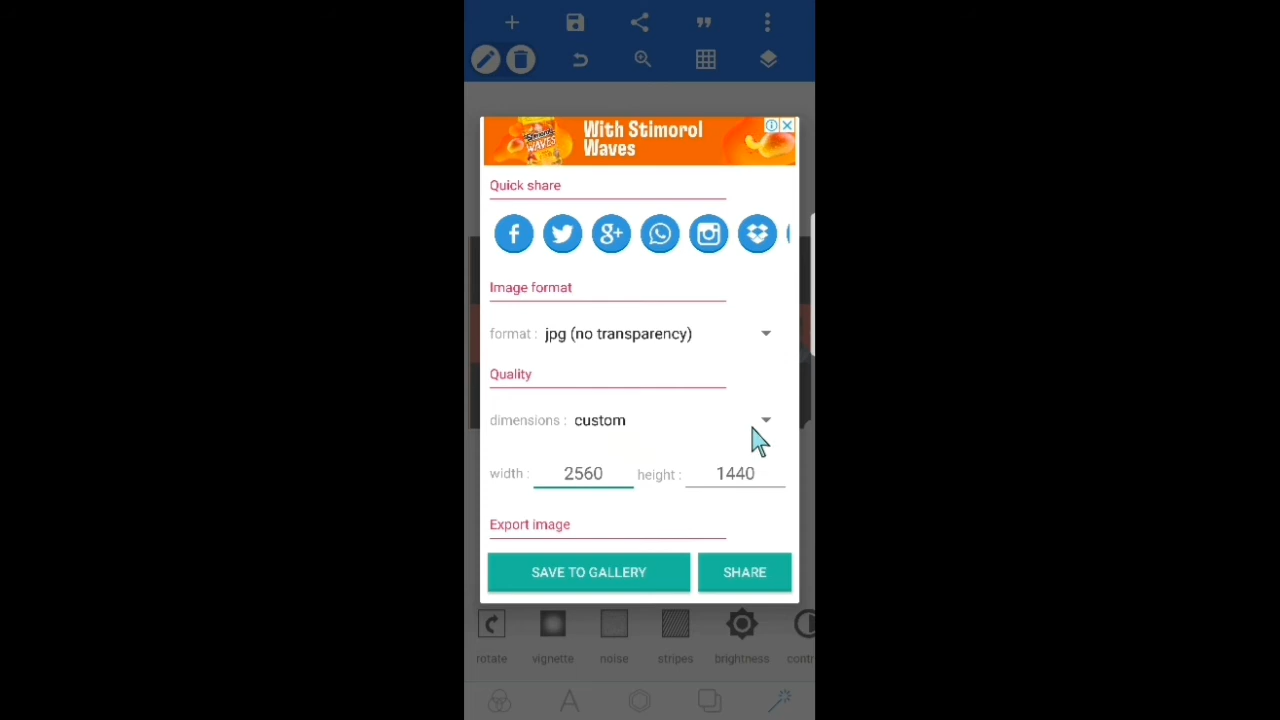 With Stimorol
Waves
Quick share
Image format
format : jpg (no transparency)
Quality
dimensions : custom
width : 2560 height : 1440
Export image
SAVE TO GALLERY SHARE
rotate vignette noise stripes brightness contr